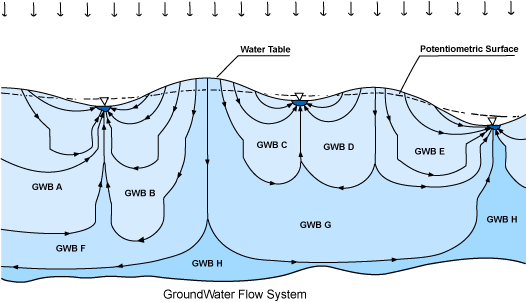 Water Table
Potentiometric Surface
GWB C
GWB D
GWB E
GWB A
GWB B
GWB F
GWB G
GWB H
GWB H
GroundWater Flow System